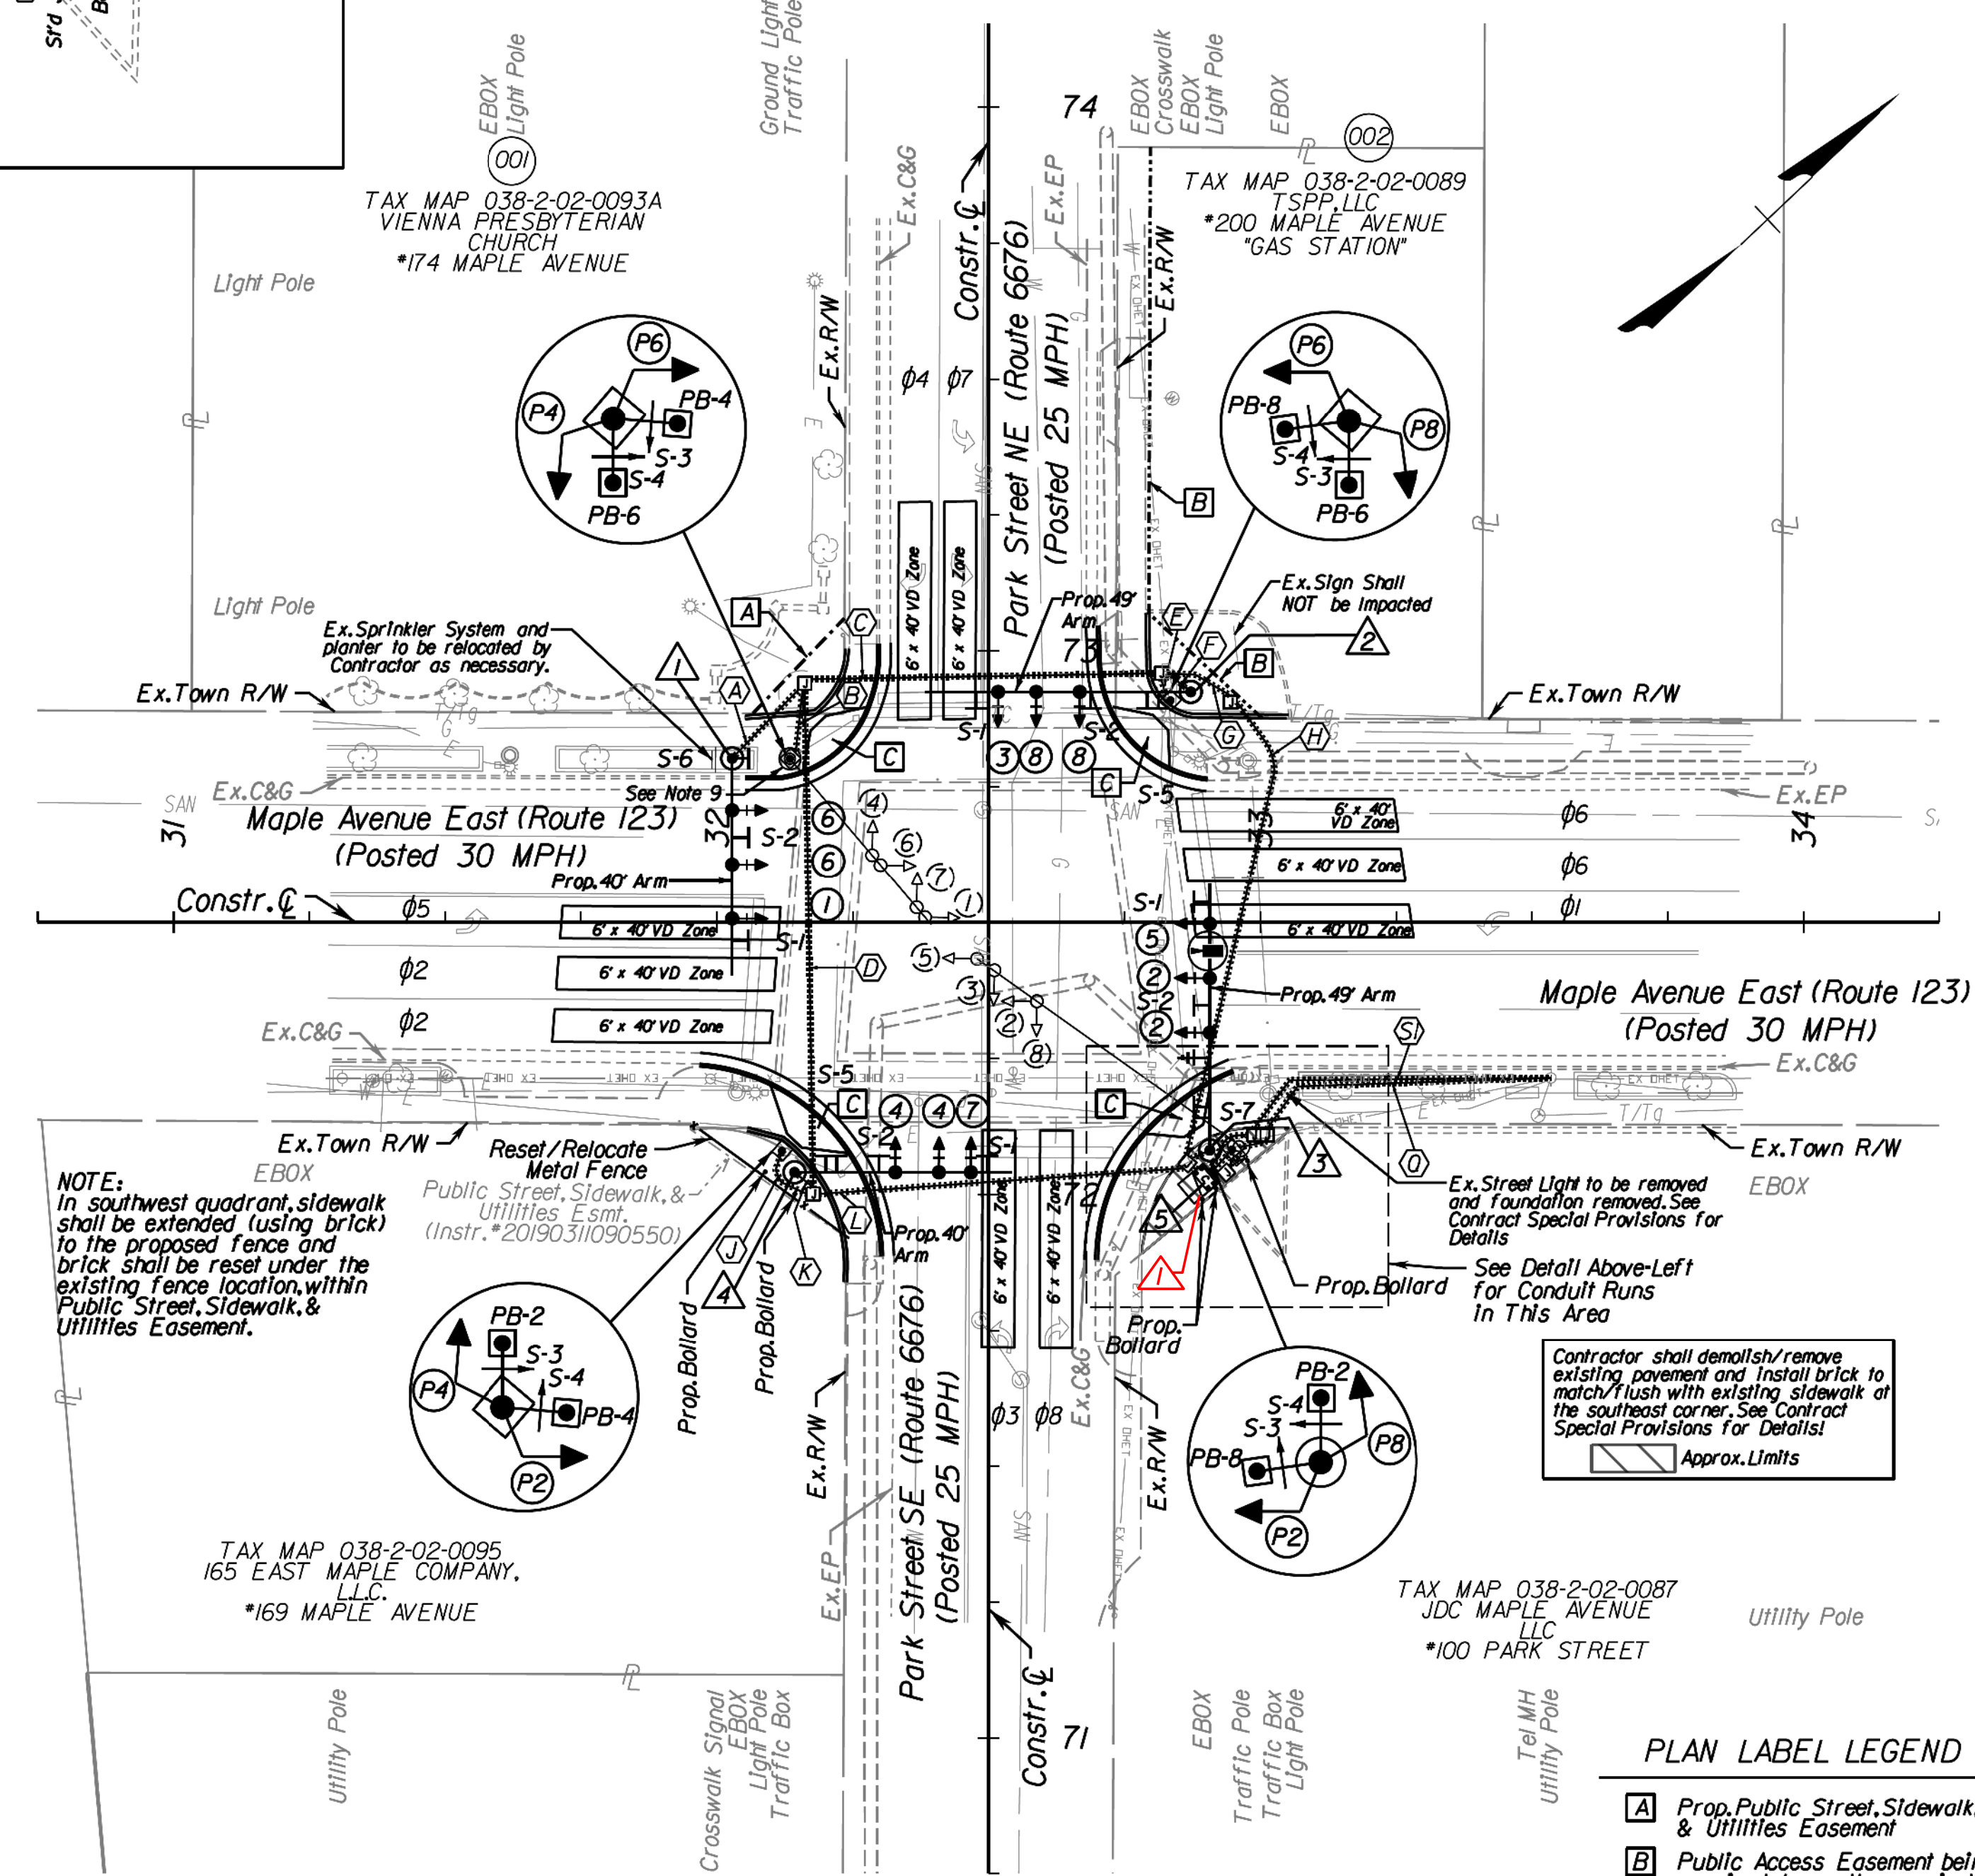 Sr'd
EBOX
Light Pole
Ground Light
Traffic Pole
74
EBOX
Crosswalk
EBOX
Light Pole
EBOX
001
TAX MAP 038-2-02-0093A
VIENNA PRESBYTERIAN
CHURCH
#174 MAPLE AVENUE
002
TAX MAP 038-2-02-0089
TSPP, LLC
#200 MAPLE AVENUE
"GAS STATION"
Ex. C&G
Constr. ℄
Ex. EP
Park Street NE (Route 6676)
(Posted 25 MPH)
Ex. R/W
Ex. R/W
Light Pole
P6
P4
PB-4
S-3
S-4
PB-6
φ4
φ7
P6
PB-8
P8
S-4
S-3
PB-6
B
6' x 40' VD Zone
6' x 40' VD Zone
Light Pole
A
C
Prop. 49'
Arm
73
E
F
Ex. Sign Shall
NOT be Impacted
2
B
Ex. Sprinkler System and
planter to be relocated by
Contractor as necessary.
1
A
B
Ex. Town R/W
Ex. Town R/W
T/Tg
T/Tg
S-1
S-2
G
H
S-6
C
3
8
8
C
S-5
See Note 9
Ex. C&G
SAN
SAN
Ex. EP
31
32
33
34
Maple Avenue East (Route 123)
(Posted 30 MPH)
S-2
6
6
1
(4)
(6)
(7)
(1)
6' x 40'
VD Zone
φ6
6' x 40' VD Zone
φ6
Prop. 40' Arm
Constr. ℄
φ5
6' x 40' VD Zone
S-1
S-1
6' x 40' VD Zone
φ1
φ2
6' x 40' VD Zone
D
(5)
(3)
(2)
(8)
5
2
S-2
2
Prop. 49' Arm
Maple Avenue East (Route 123)
(Posted 30 MPH)
φ2
6' x 40' VD Zone
Ex. C&G
S1
Ex. C&G
EX OHET
EX OHET
EX OHET
EX OHET
S-5
C
4
4
7
S-2
S-1
C
S-7
T/Tg
Ex. Town R/W
Ex. Town R/W
Reset/Relocate
Metal Fence
Public Street, Sidewalk, &
Utilities Esmt.
(Instr. #20190311090550)
EBOX
EBOX
NOTE:
In southwest quadrant, sidewalk
shall be extended (using brick)
to the proposed fence and
brick shall be reset under the
existing fence location, within
Public Street, Sidewalk, &
Utilities Easement.
3
Q
Ex. Street Light to be removed
and foundation removed. See
Contract Special Provisions for
Details
72
5
1
J
K
L
4
Prop. 40'
Arm
6' x 40' VD Zone
6' x 40' VD Zone
Prop. Bollard
Prop. Bollard
Prop.
Bollard
Prop. Bollard
See Detail Above-Left
for Conduit Runs
in This Area
PB-2
S-3
S-4
P4
PB-4
P2
Ex. R/W
Ex. EP
Park Street SE (Route 6676)
(Posted 25 MPH)
φ3
φ8
Ex. C&G
Ex. R/W
SAN
PB-2
S-4
S-3
PB-8
P8
P2
Contractor shall demolish/remove
existing pavement and install brick to
match/flush with existing sidewalk at
the southeast corner. See Contract
Special Provisions for Details!
Approx. Limits
TAX MAP 038-2-02-0095
165 EAST MAPLE COMPANY,
L.L.C.
#169 MAPLE AVENUE
TAX MAP 038-2-02-0087
JDC MAPLE AVENUE
LLC
#100 PARK STREET
Utility Pole
Utility Pole
Crosswalk Signal
EBOX
Light Pole
Traffic Box
Constr. ℄
71
EBOX
Traffic Pole
Traffic Box
Light Pole
Tel MH
Utility Pole
PLAN LABEL LEGEND
A Prop. Public Street, Sidewalk,
& Utilities Easement
B Public Access Easement